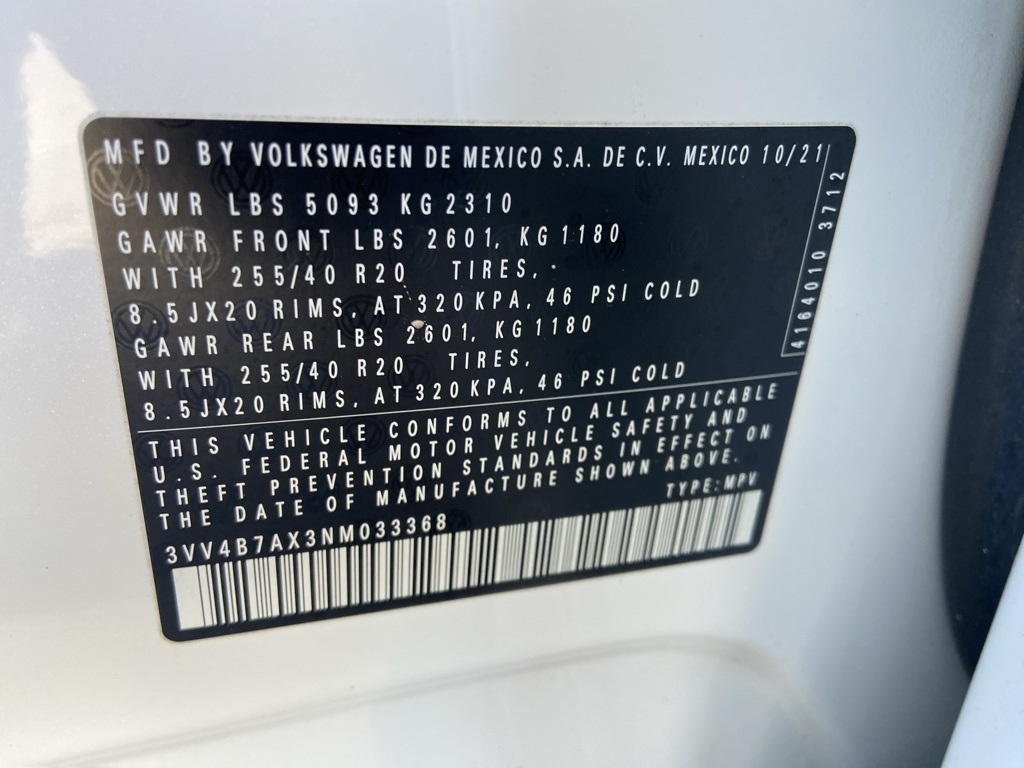 MFD BY VOLKSWAGEN DE MEXICO S.A. DE C.V. MEXICO 10/21
GVWR LBS 5093 KG 2310
GAWR FRONT LBS 2601, KG 1180
WITH 255/40 R20 TIRES,
8.5JX20 RIMS, AT 320 KPA, 46 PSI COLD
GAWR REAR LBS 2601, KG 1180
WITH 255/40 R20 TIRES,
8.5JX20 RIMS, AT 320 KPA, 46 PSI COLD
4164010 3712
THIS VEHICLE CONFORMS TO ALL APPLICABLE
U.S. FEDERAL MOTOR VEHICLE SAFETY AND
THEFT PREVENTION STANDARDS IN EFFECT ON
THE DATE OF MANUFACTURE SHOWN ABOVE.
3VV4B7AX3NM033368 TYPE: MPV